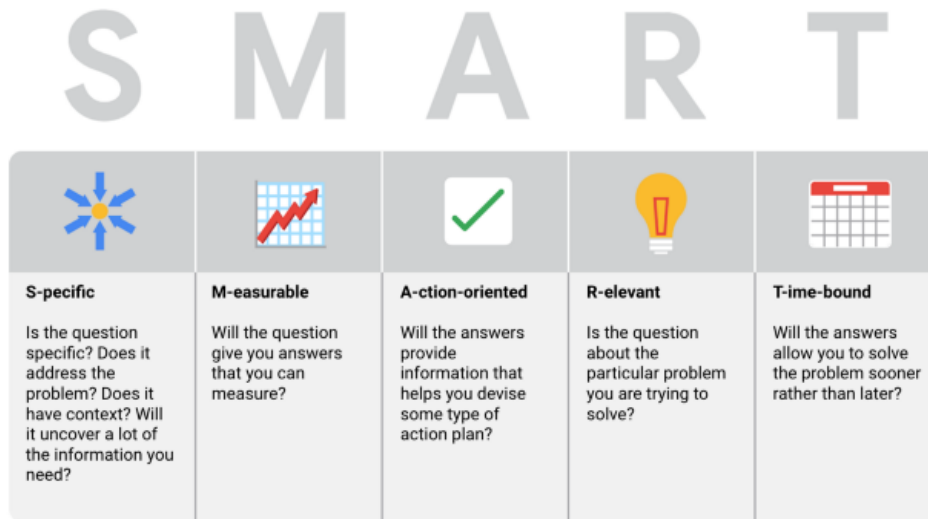 S M A R T
S-pecific
Is the question
specific? Does it
address the
problem? Does it
have context? Will
it uncover a lot of
the information you
need?
M-easurable
Will the question
give you answers
that you can
measure?
A-ction-oriented
Will the answers
provide
information that
helps you devise
some type of
action plan?
R-elevant
Is the question
about the
particular problem
you are trying to
solve?
T-ime-bound
Will the answers
allow you to solve
the problem sooner
rather than later?